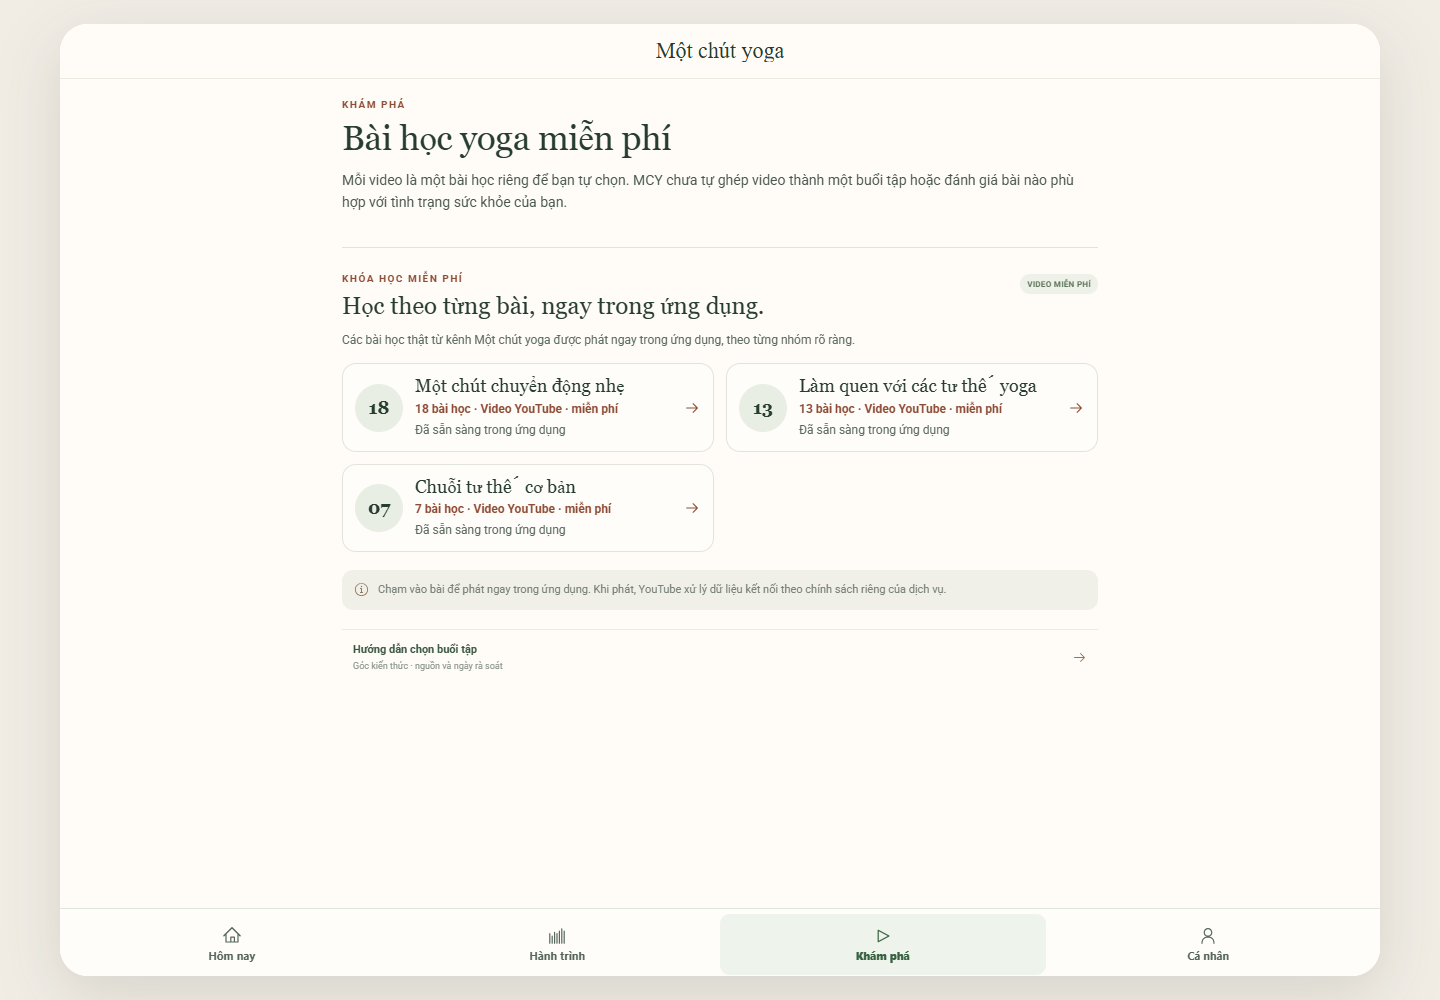 Một chút yoga
KHÁM PHÁ
Bài học yoga miễn phí
Mỗi video là một bài học riêng để bạn tự chọn. MCY chưa tự ghép video thành một buổi tập hoặc đánh giá bài nào phù
hợp với tình trạng sức khỏe của bạn.
KHÓA HỌC MIỄN PHÍ
VIDEO MIỄN PHÍ
Học theo từng bài, ngay trong ứng dụng.
Các bài học thật từ kênh Một chút yoga được phát ngay trong ứng dụng, theo từng nhóm rõ ràng.
18
Một chút chuyển động nhẹ
18 bài học · Video YouTube · miễn phí
Đã sẵn sàng trong ứng dụng
13
Làm quen với các tư thế yoga
13 bài học · Video YouTube · miễn phí
Đã sẵn sàng trong ứng dụng
07
Chuỗi tư thế cơ bản
7 bài học · Video YouTube · miễn phí
Đã sẵn sàng trong ứng dụng
Chạm vào bài để phát ngay trong ứng dụng. Khi phát, YouTube xử lý dữ liệu kết nối theo chính sách riêng của dịch vụ.
Hướng dẫn chọn buổi tập
Góc kiến thức · nguồn và ngày rà soát
Hôm nay
Hành trình
Khám phá
Cá nhân